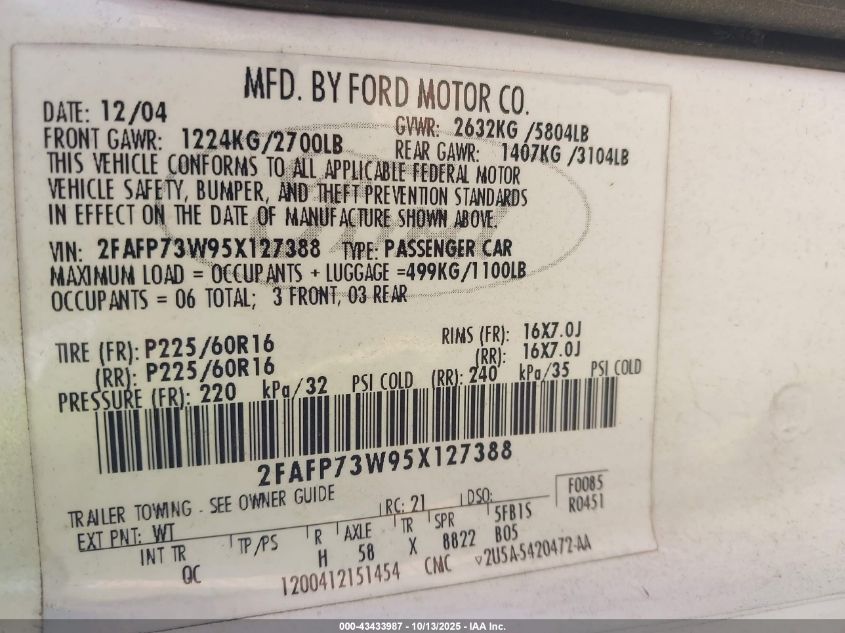 MFD. BY FORD MOTOR CO.
DATE: 12/04 GVWR: 2632KG /5804LB
FRONT GAWR: 1224KG/2700LB REAR GAWR: 1407KG /3104LB
THIS VEHICLE CONFORMS TO ALL APPLICABLE FEDERAL MOTOR
VEHICLE SAFETY, BUMPER, AND THEFT PREVENTION STANDARDS
IN EFFECT ON THE DATE OF MANUFACTURE SHOWN ABOVE.
VIN: 2FAFP73W95X127388 TYPE: PASSENGER CAR
MAXIMUM LOAD = OCCUPANTS + LUGGAGE =499KG/1100LB
OCCUPANTS = 06 TOTAL; 3 FRONT, 03 REAR
TIRE (FR): P225/60R16 RIMS (FR): 16X7.0J
(RR): P225/60R16 (RR): 16X7.0J
PRESSURE (FR): 220 kPa/32 PSI COLD (RR): 240 kPa/35 PSI COLD
2FAFP73W95X127388
TRAILER TOWING - SEE OWNER GUIDE RC: 21 DSO: F0085
EXT PNT: WT R0451
INT TR TP/PS R AXLE TR SPR 5FB1S
QC H 58 X 8822 B05
1200412151454 CMC ▿2USA-5420472-AA
000-43433987 - 10/13/2025 - IAA Inc.